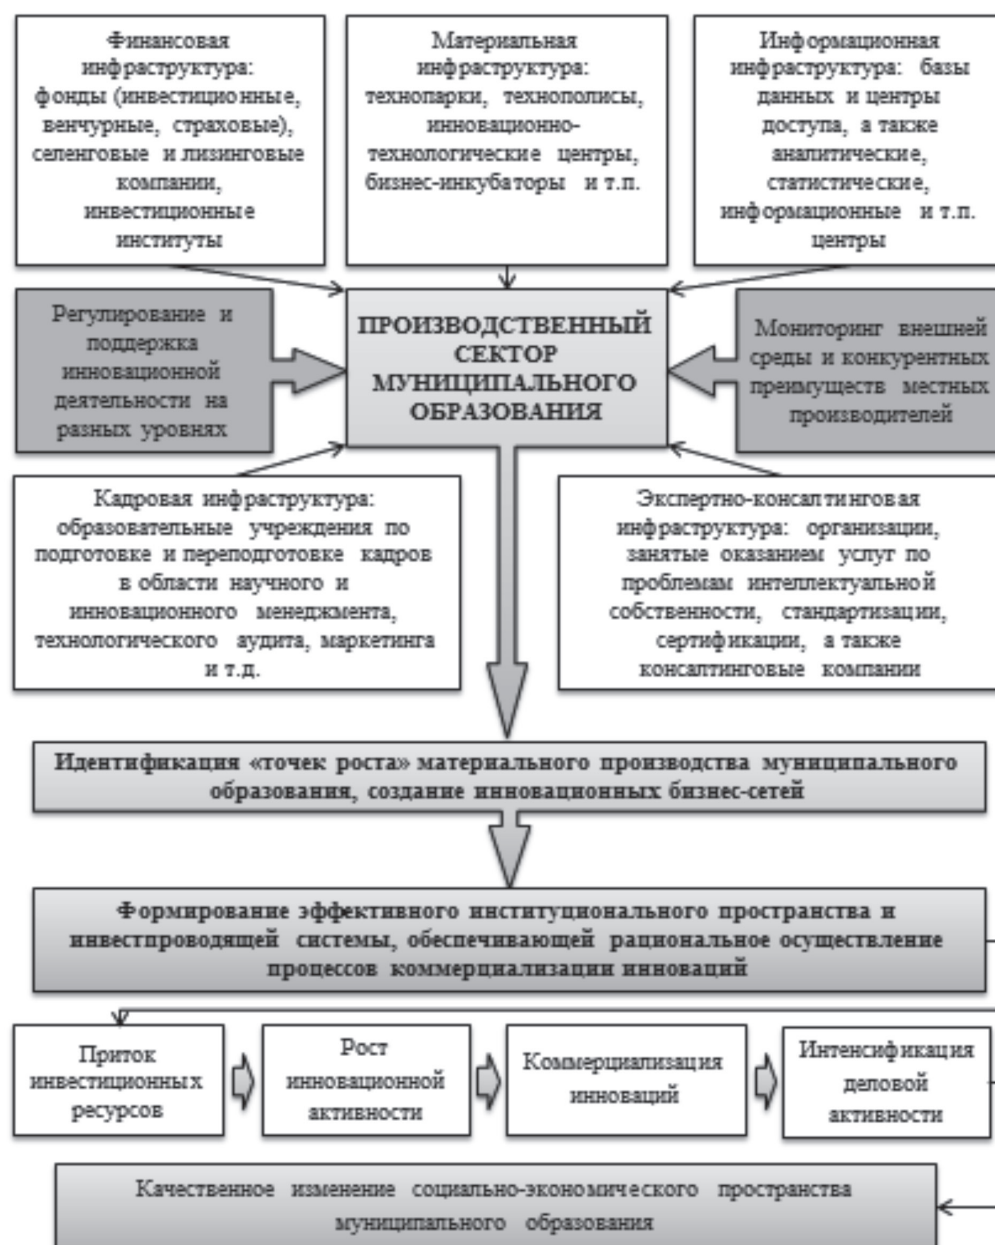 Финансовая
инфраструктура:
фонды (инвестиционные,
венчурные, страховые),
селенговые и лизинговые
компании,
инвестиционные
институты
Материальная
инфраструктура:
технопарки, технополисы,
инновационно-
технологические центры,
бизнес-инкубаторы и т.п.
Информационная
инфраструктура: базы
данных и центры
доступа, а также
аналитические,
статистические,
информационные и т.п.
центры
Регулирование и
поддержка
инновационной
деятельности на
разных уровнях
ПРОИЗВОДСТВЕННЫЙ
СЕКТОР
МУНИЦИПАЛЬНОГО
ОБРАЗОВАНИЯ
Мониторинг внешней
среды и конкурентных
преимуществ местных
производителей
Кадровая инфраструктура:
образовательные учреждения по
подготовке и переподготовке кадров
в области научного и
инновационного менеджмента,
технологического аудита, маркетинга
и т.д.
Экспертно-консалтинговая
инфраструктура: организации,
занятые оказанием услуг по
проблемам интеллектуальной
собственности, стандартизации,
сертификации, а также
консалтинговые компании
Идентификация «точек роста» материального производства муниципального
образования, создание инновационных бизнес-сетей
Формирование эффективного институционального пространства и
инвестпроводящей системы, обеспечивающей рациональное осуществление
процессов коммерциализации инноваций
Приток
инвестиционных
ресурсов
Рост
инновационной
активности
Коммерциализация
инноваций
Интенсификация
деловой
активности
Качественное изменение социально-экономического пространства
муниципального образования